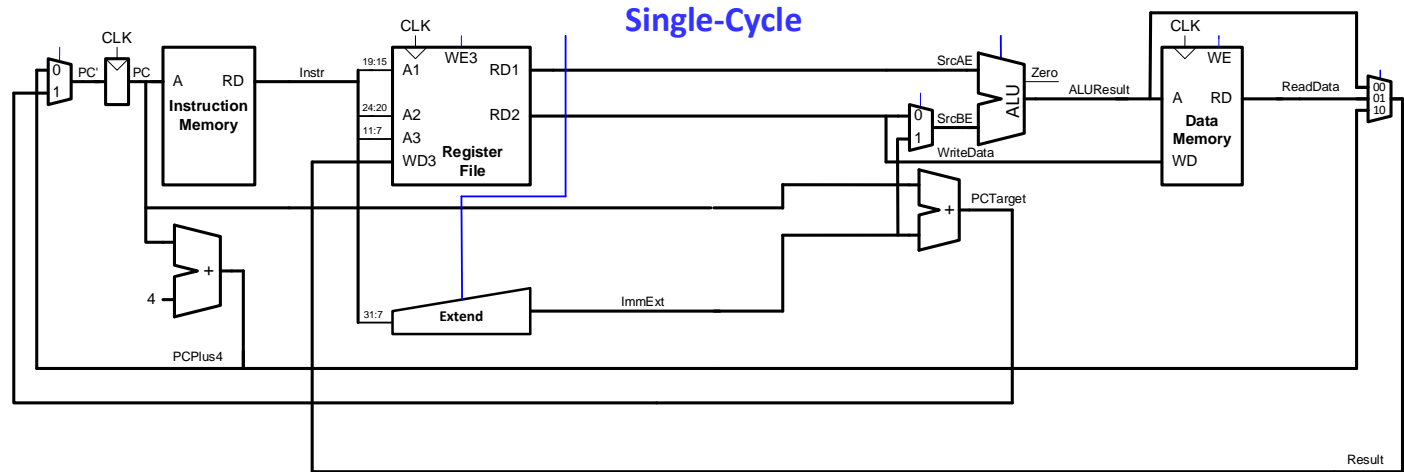 Single-Cycle
CLK
CLK
CLK
0
1
PC'
PC
A
RD
Instr
Instruction
Memory
19:15
A1
WE3
RD1
24:20
A2
RD2
11:7
A3
WD3
Register
File
SrcAE
0
1
SrcBE
WriteData
ALU
Zero
ALUResult
WE
A
RD
Data
Memory
WD
ReadData
00
01
10
+
PCTarget
4
+
31:7
Extend
ImmExt
PCPlus4
Result